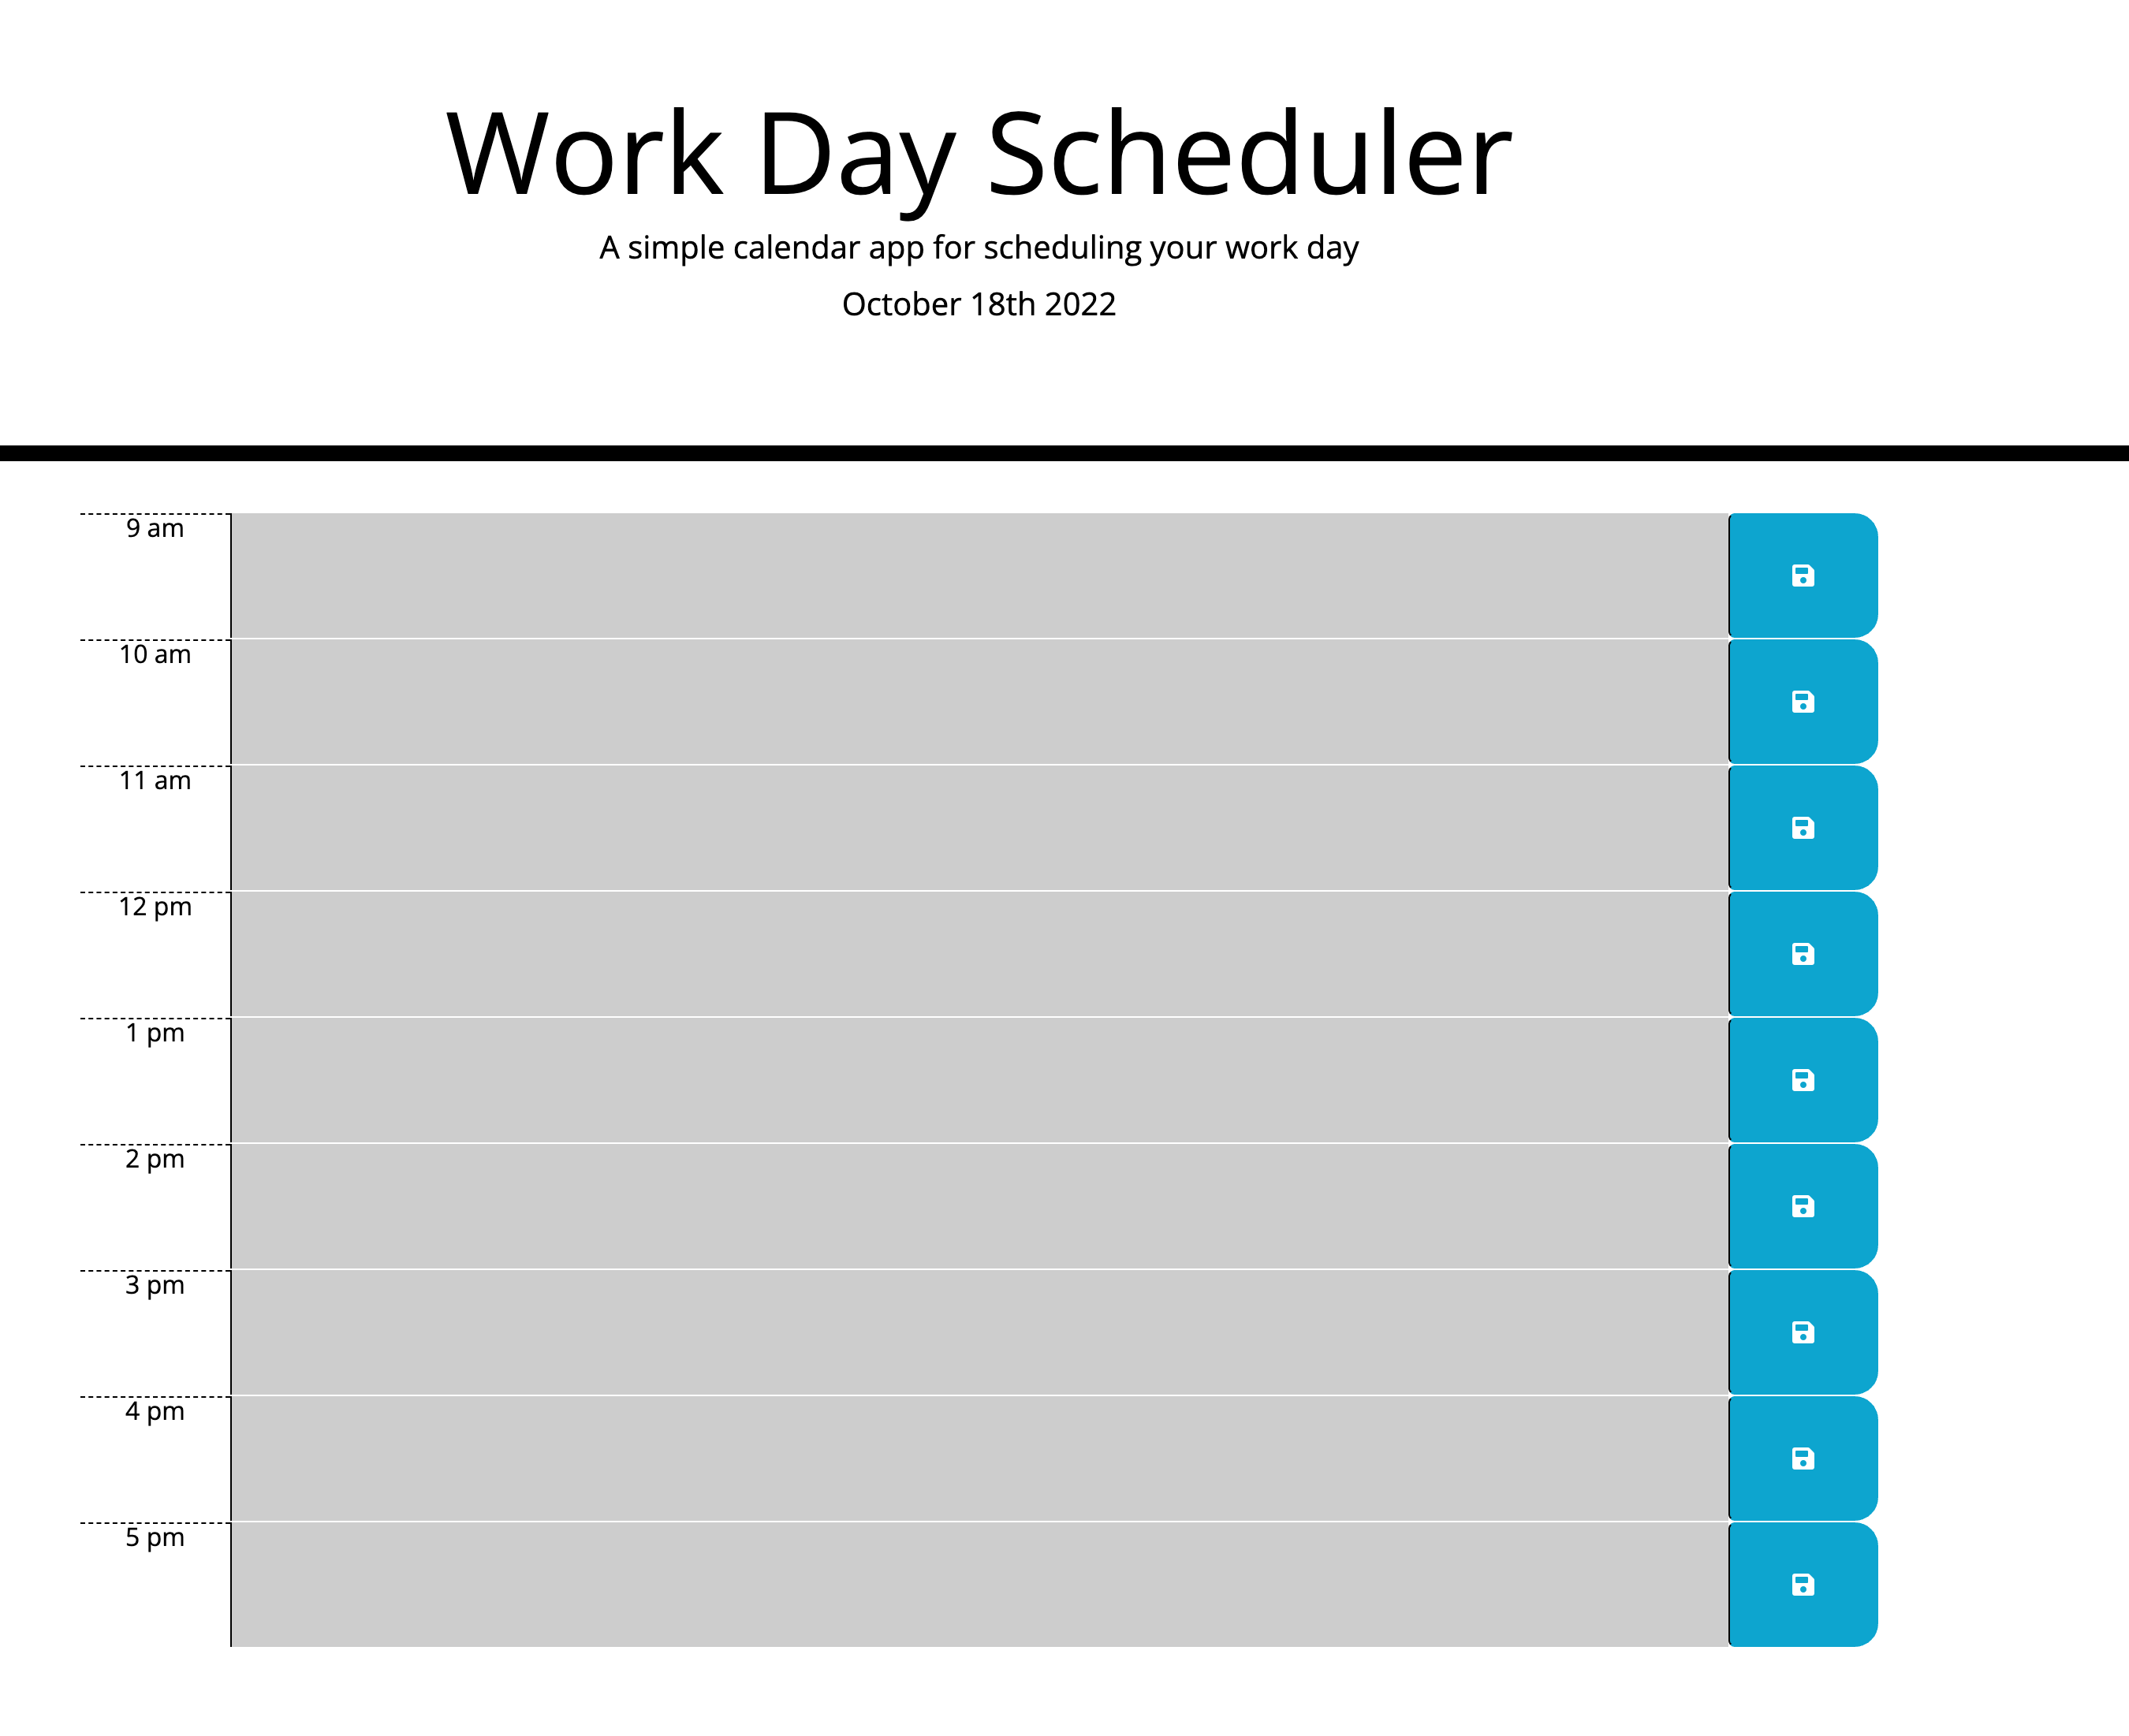 Work Day Scheduler
A simple calendar app for scheduling your work day
October 18th 2022
9 am
10 am
11 am
12 pm
1 pm
2 pm
3 pm
4 pm
5 pm